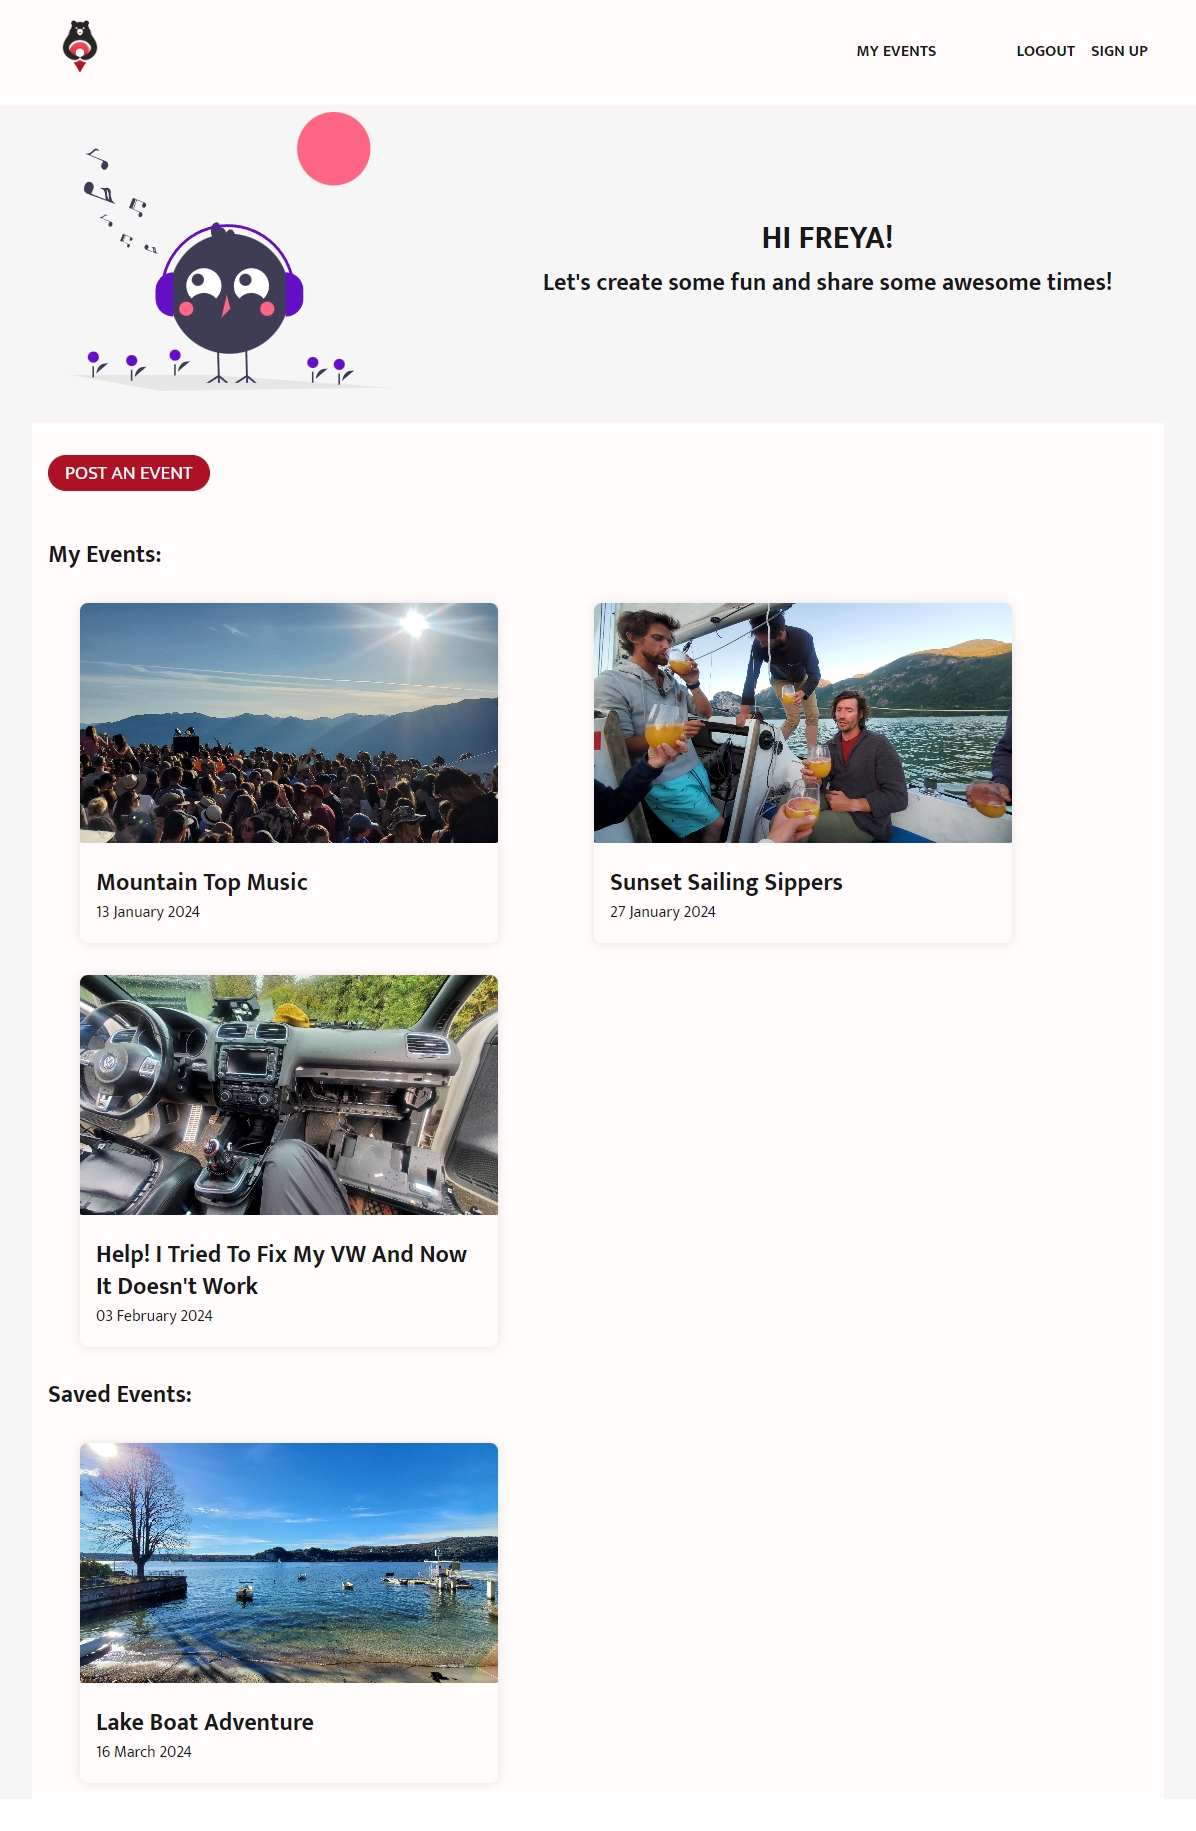 MY EVENTS
LOGOUT
SIGN UP
HI FREYA!
Let's create some fun and share some awesome times!
POST AN EVENT
My Events:
Mountain Top Music
13 January 2024
Sunset Sailing Sippers
27 January 2024
Help! I Tried To Fix My VW And Now
It Doesn't Work
03 February 2024
Saved Events:
Lake Boat Adventure
16 March 2024